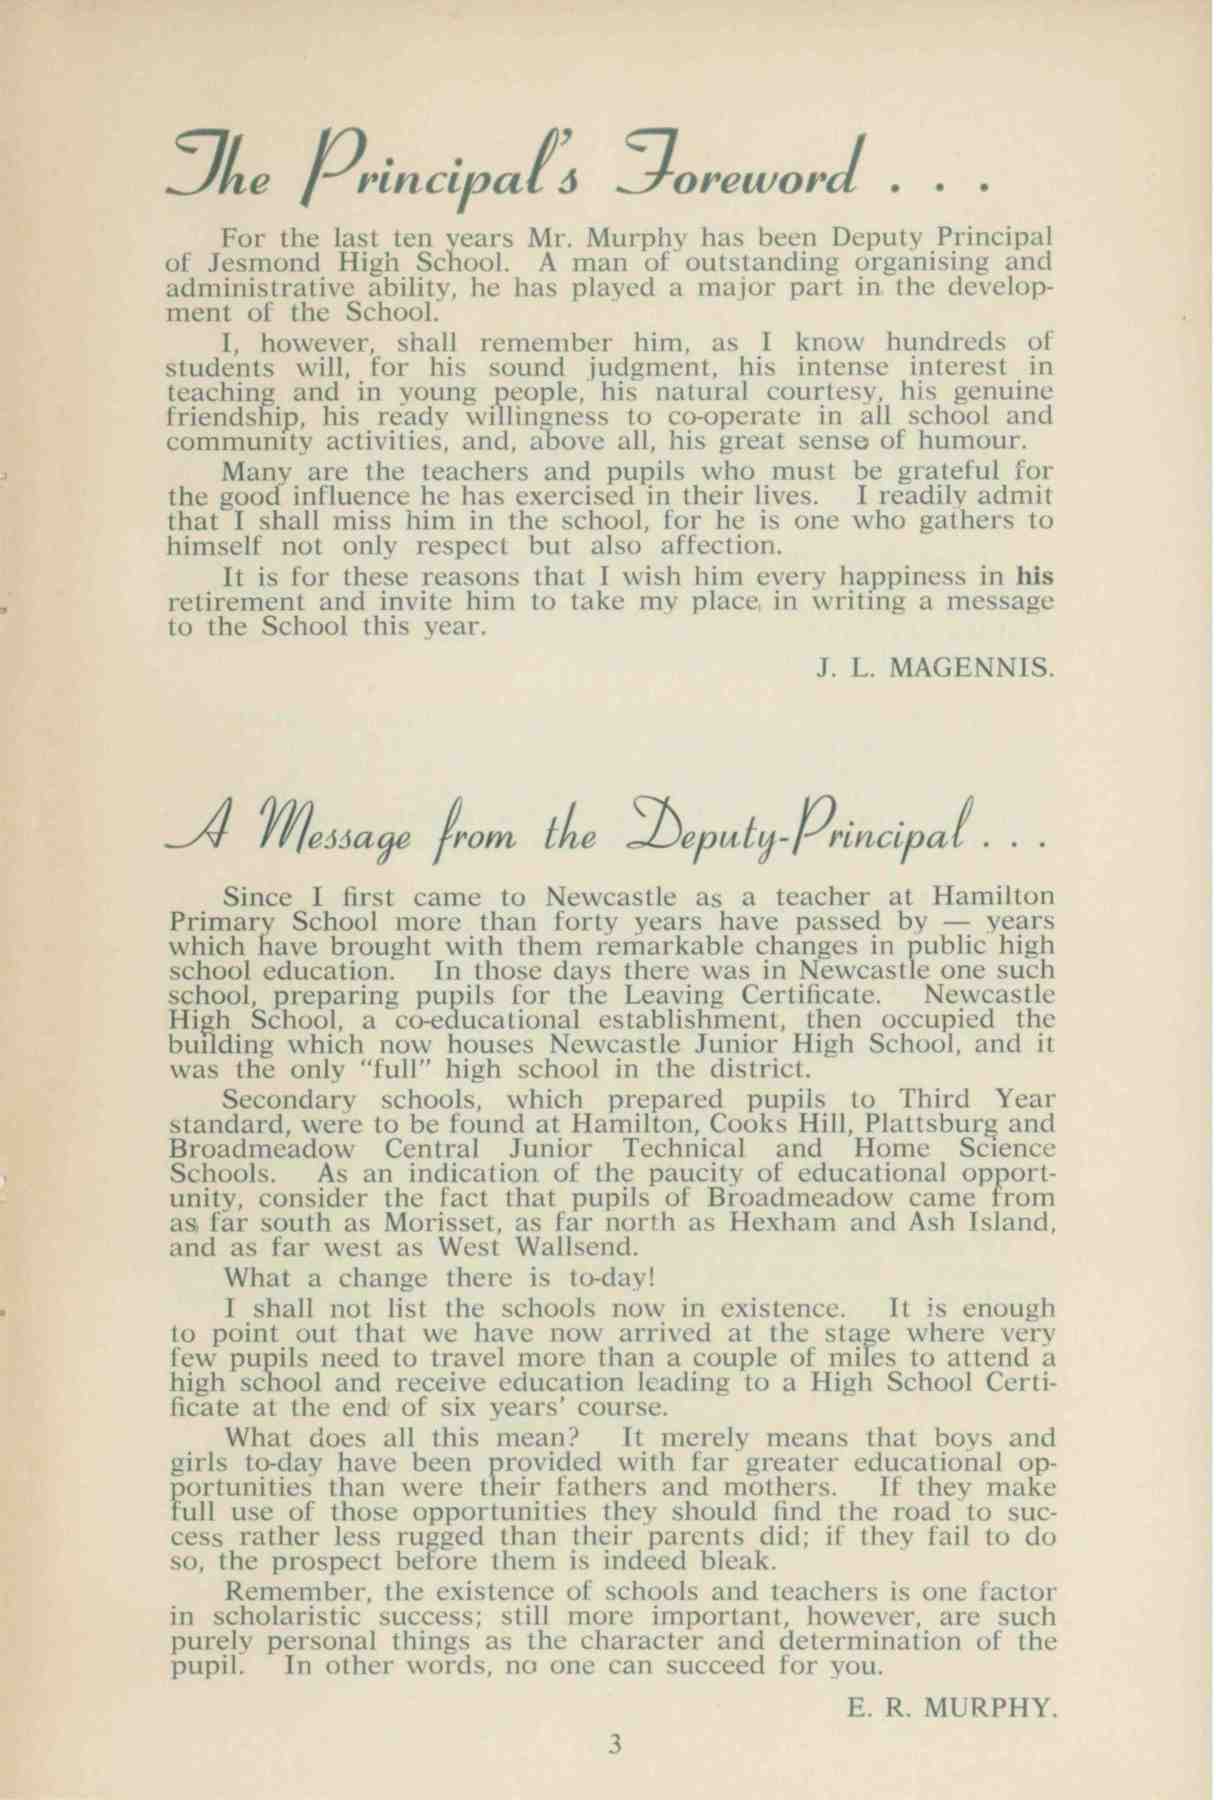 The Principal's Foreword . . .
For the last ten years Mr. Murphy has been Deputy Principal
of Jesmond High School. A man of outstanding organising and
administrative ability, he has played a major part in the develop-
ment of the School.
I, however, shall remember him, as I know hundreds of
students will, for his sound judgment, his intense interest in
teaching and in young people, his natural courtesy, his genuine
friendship, his ready willingness to co-operate in all school and
community activities, and, above all, his great sense of humour.
Many are the teachers and pupils who must be grateful for
the good influence he has exercised in their lives. I readily admit
that I shall miss him in the school, for he is one who gathers to
himself not only respect but also affection.
It is for these reasons that I wish him every happiness in his
retirement and invite him to take my place, in writing a message
to the School this year.
J. L. MAGENNIS.
A Message from the Deputy-Principal . . .
Since I first came to Newcastle as a teacher at Hamilton
Primary School more than forty years have passed by — years
which have brought with them remarkable changes in public high
school education. In those days there was in Newcastle one such
school, preparing pupils for the Leaving Certificate. Newcastle
High School, a co-educational establishment, then occupied the
building which now houses Newcastle Junior High School, and it
was the only "full" high school in the district.
Secondary schools, which prepared pupils to Third Year
standard, were to be found at Hamilton, Cooks Hill, Plattsburg and
Broadmeadow Central Junior Technical and Home Science
Schools. As an indication of the paucity of educational opport-
unity, consider the fact that pupils of Broadmeadow came from
as far south as Morisset, as far north as Hexham and Ash Island,
and as far west as West Wallsend.
What a change there is to-day!
I shall not list the schools now in existence. It is enough
to point out that we have now arrived at the stage where very
few pupils need to travel more than a couple of miles to attend a
high school and receive education leading to a High School Certi-
ficate at the end of six years' course.
What does all this mean? It merely means that boys and
girls to-day have been provided with far greater educational op-
portunities than were their fathers and mothers. If they make
full use of those opportunities they should find the road to suc-
cess rather less rugged than their parents did; if they fail to do
so, the prospect before them is indeed bleak.
Remember, the existence of schools and teachers is one factor
in scholaristic success; still more important, however, are such
purely personal things as the character and determination of the
pupil. In other words, no one can succeed for you.
E. R. MURPHY.
3